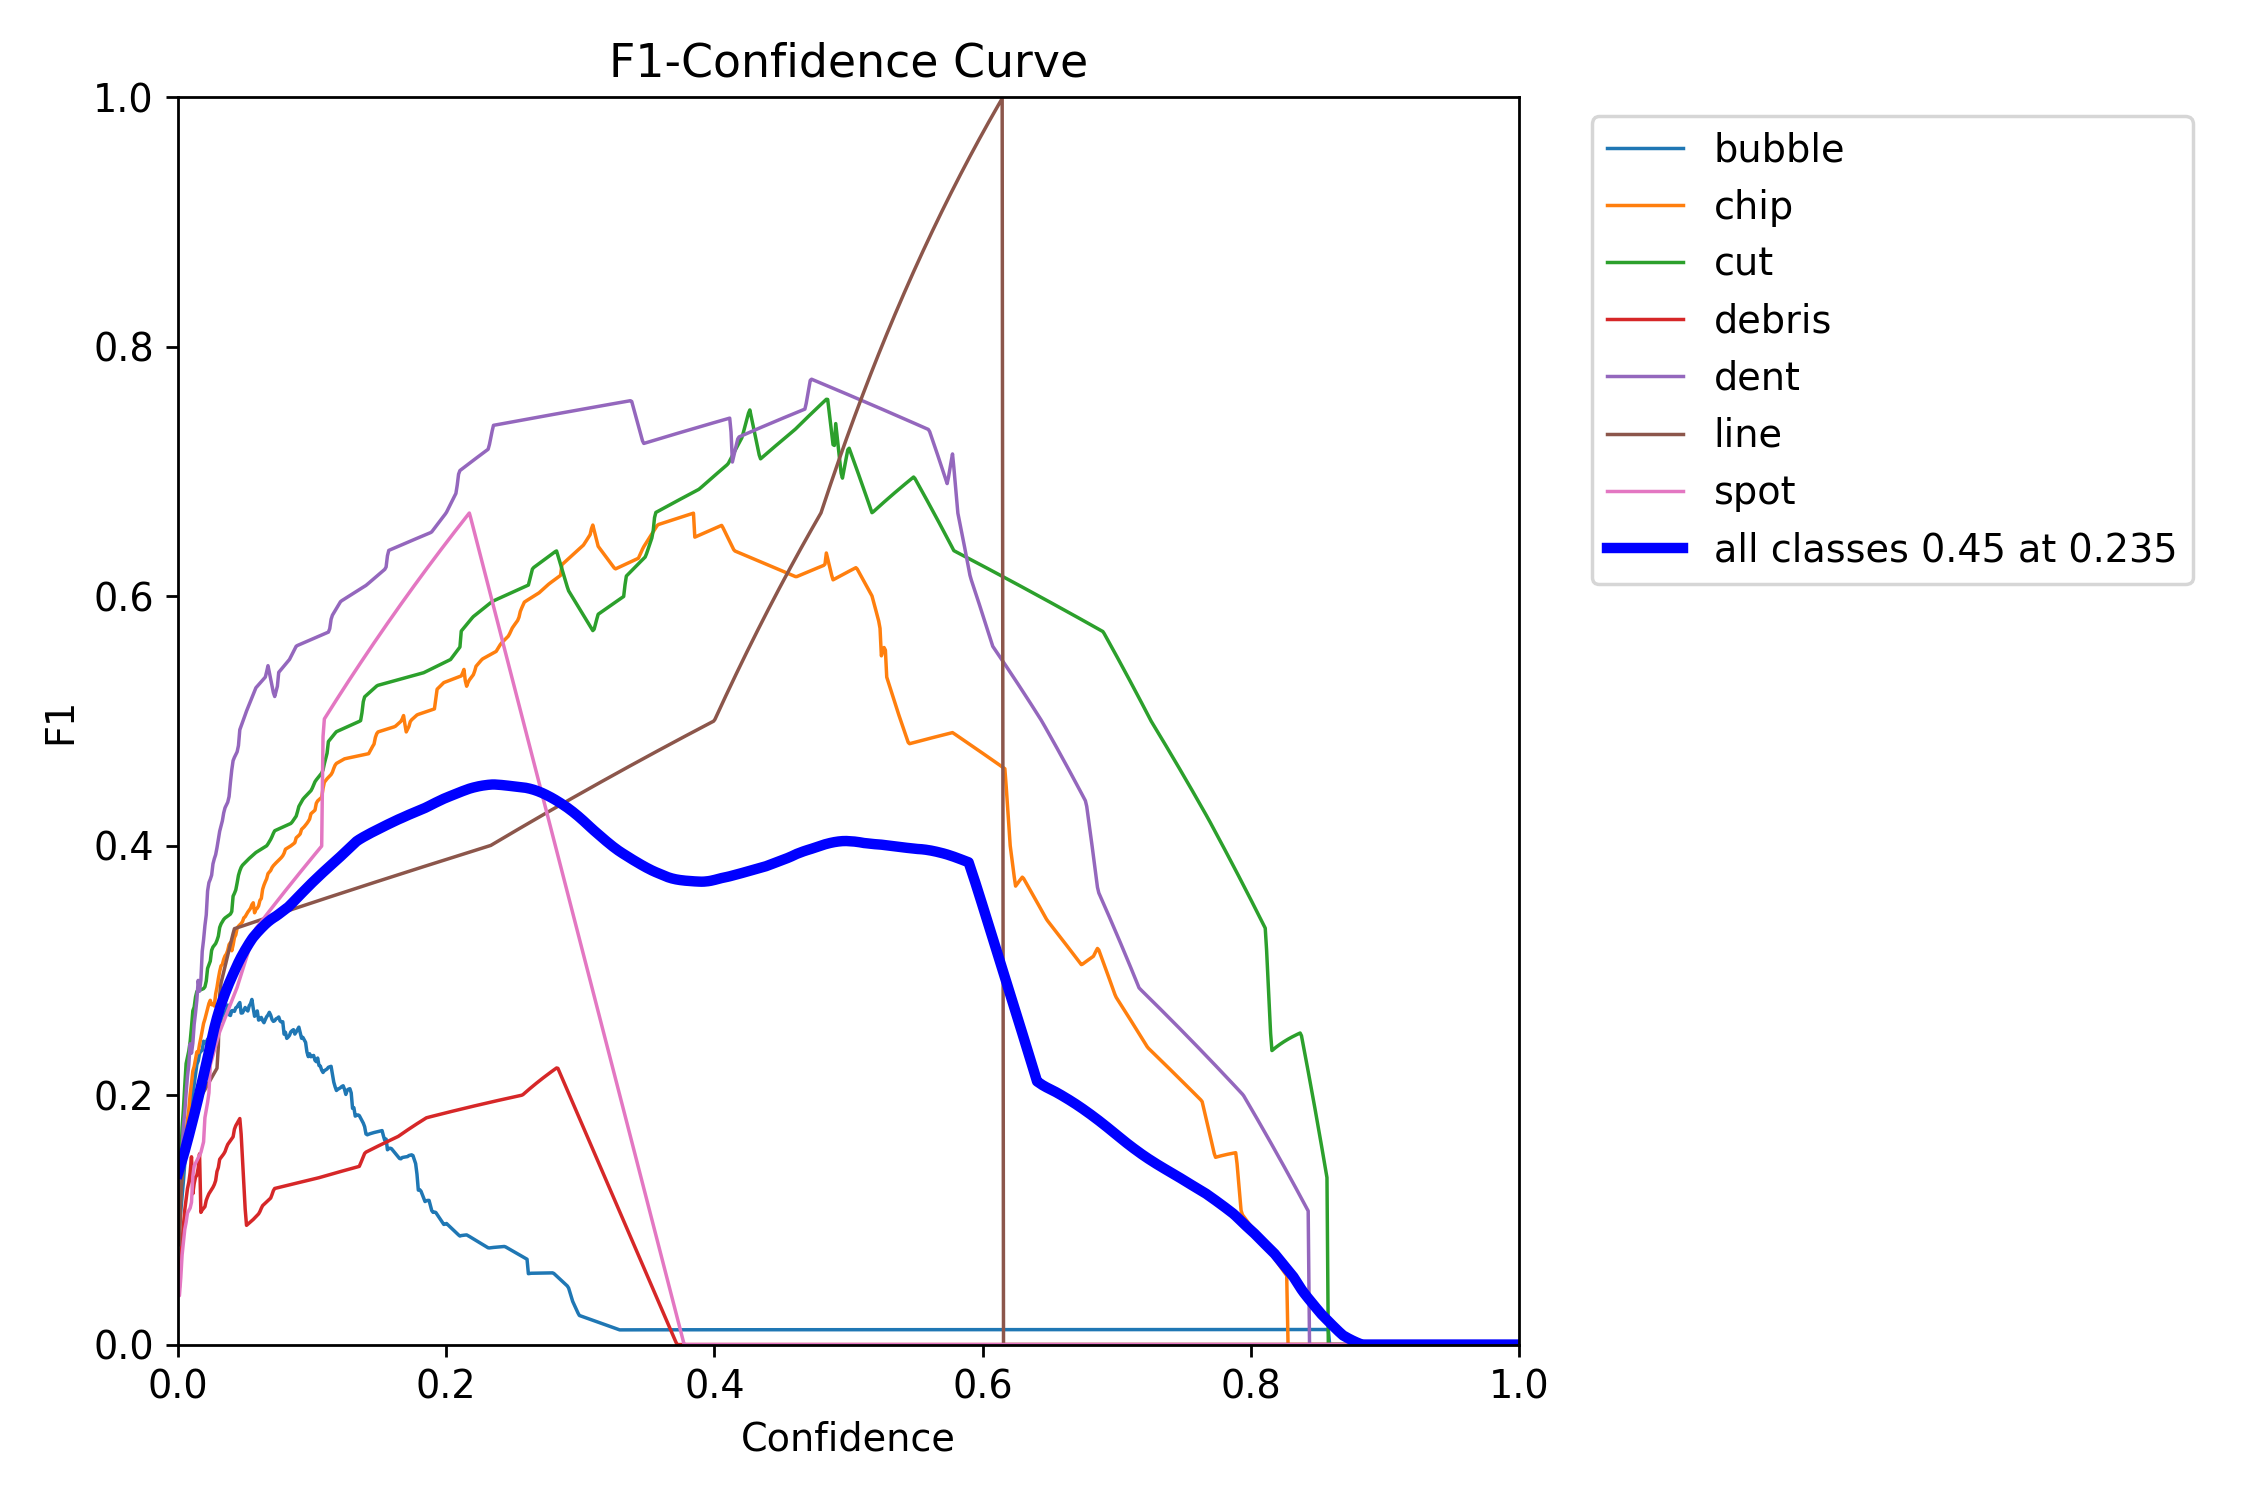 F1-Confidence Curve
1.0
0.8
0.6
0.4
0.2
0.0
F1
0.0 0.2 0.4 0.6 0.8 1.0
Confidence
bubble
chip
cut
debris
dent
line
spot
all classes 0.45 at 0.235